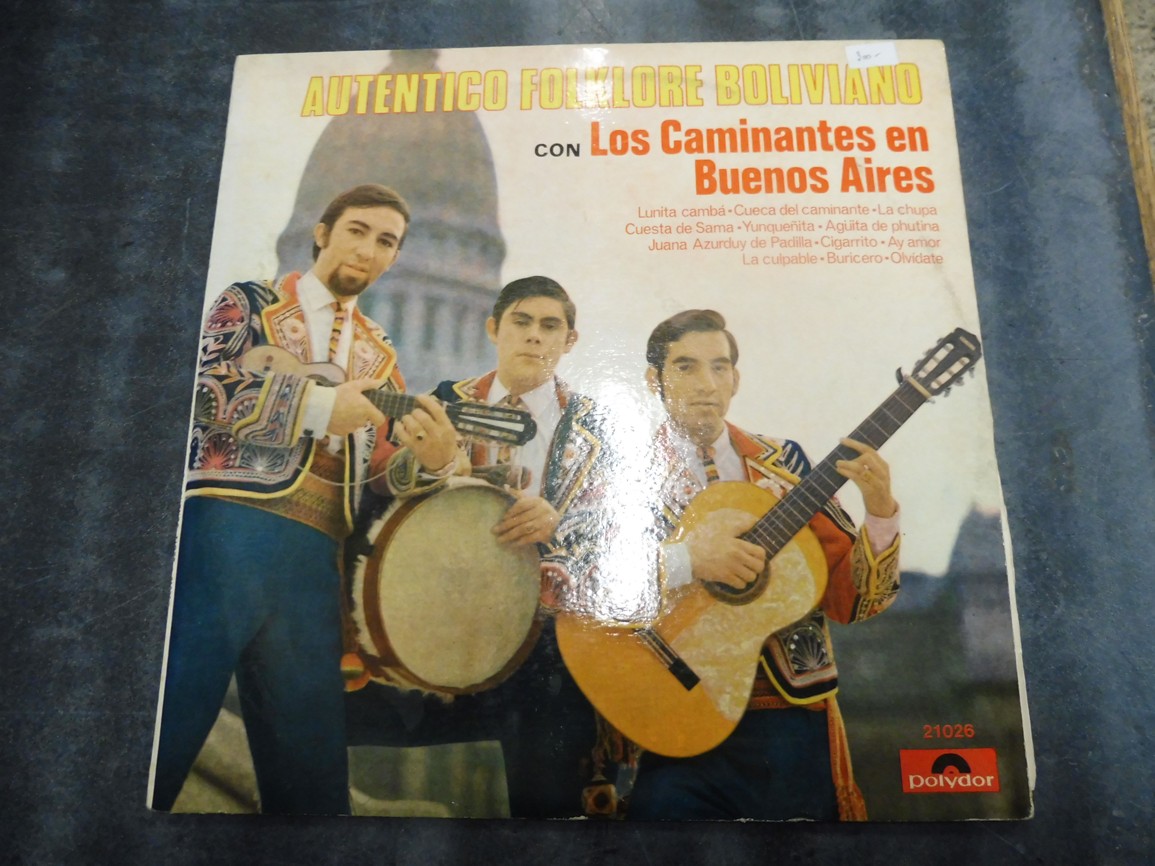 AUTENTICO FOLKLORE BOLIVIANO
CON Los Caminantes en
Buenos Aires
Lunita cambá • Cueca del caminante • La chupa
Cuesta de Sama • Yunqueñita • Agüita de phutina
Juana Azurduy de Padilla • Cigarrito • Ay amor
La culpable • Buricero • Olvídate
21026
polydor